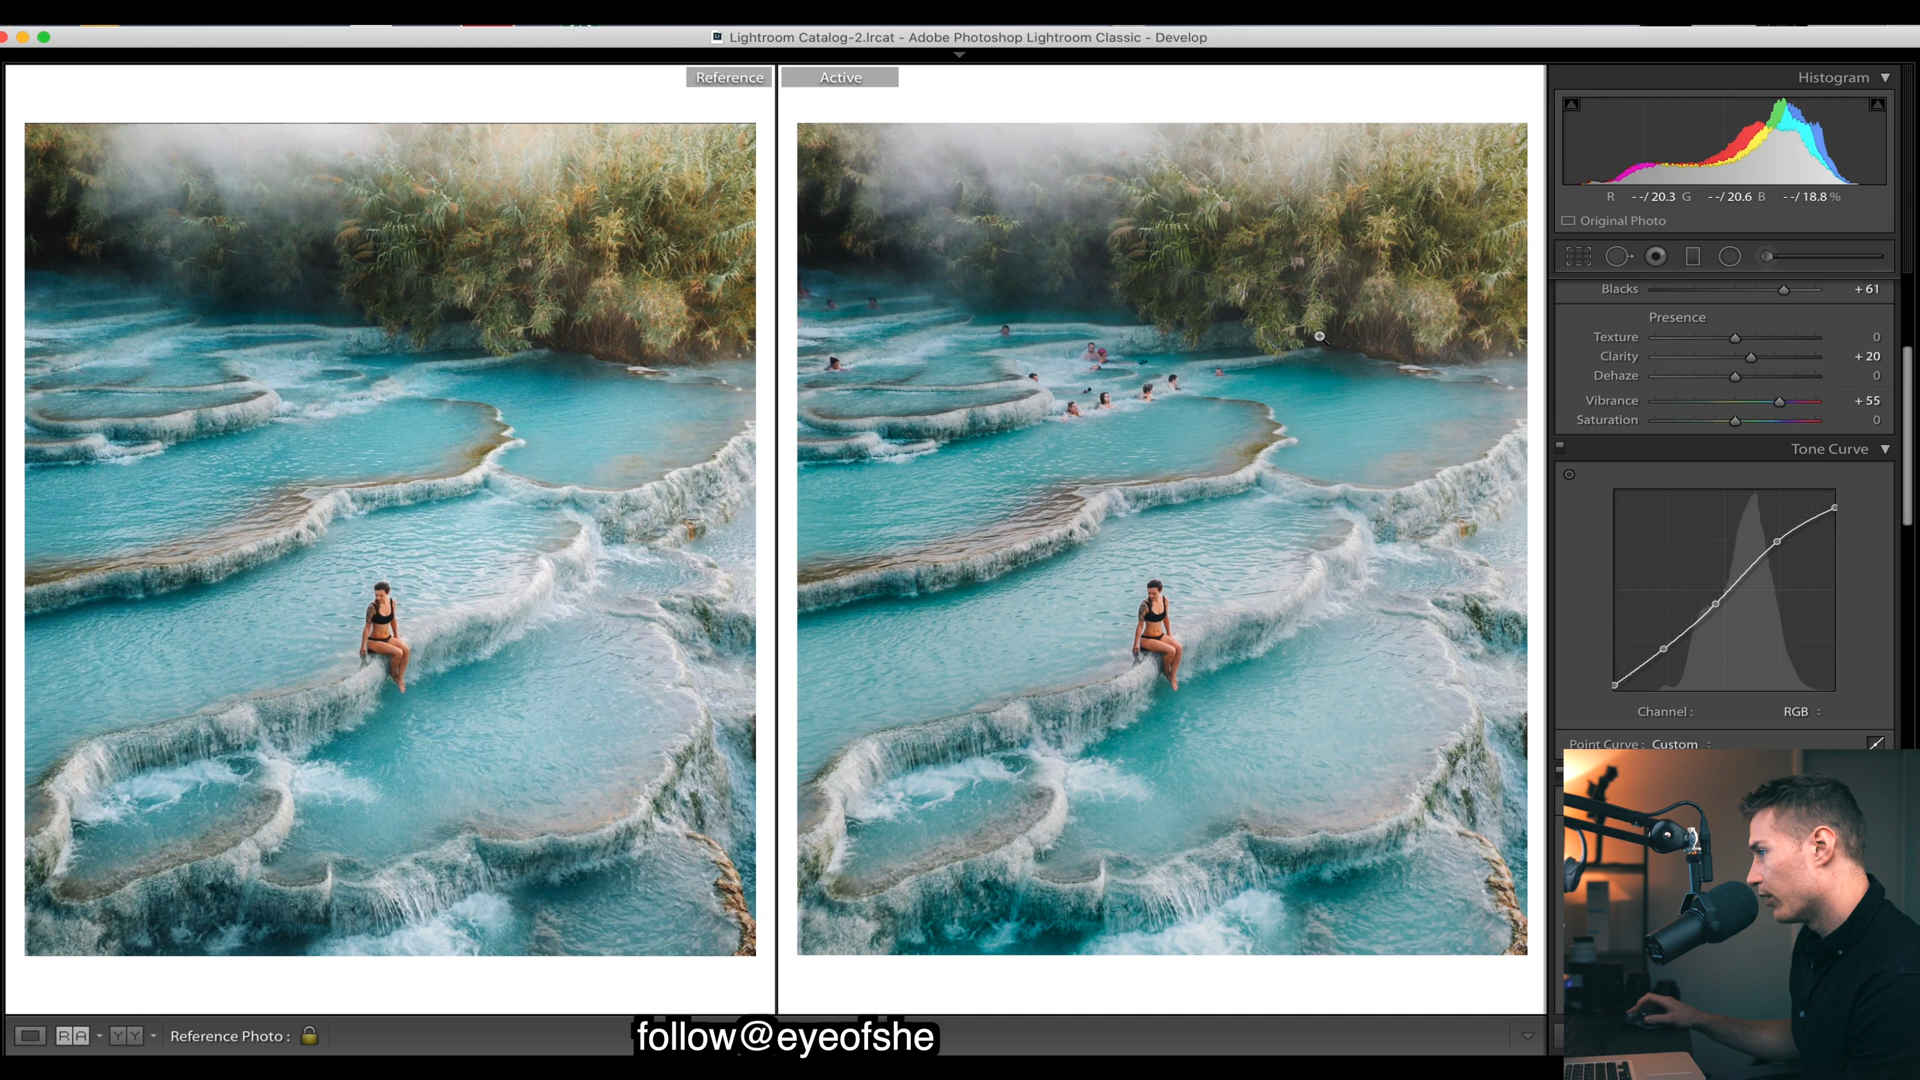 Lightroom Catalog-2.lrcat - Adobe Photoshop Lightroom Classic - Develop
Reference
Active
Histogram
R --/ 20.3 G --/ 20.6 B --/ 18.8 %
Original Photo
Blacks + 61
Presence
Texture 0
Clarity + 20
Dehaze 0
Vibrance + 55
Saturation 0
Tone Curve
Channel : RGB
Point Curve : Custom
RA YY Reference Photo :
follow@eyeofshe